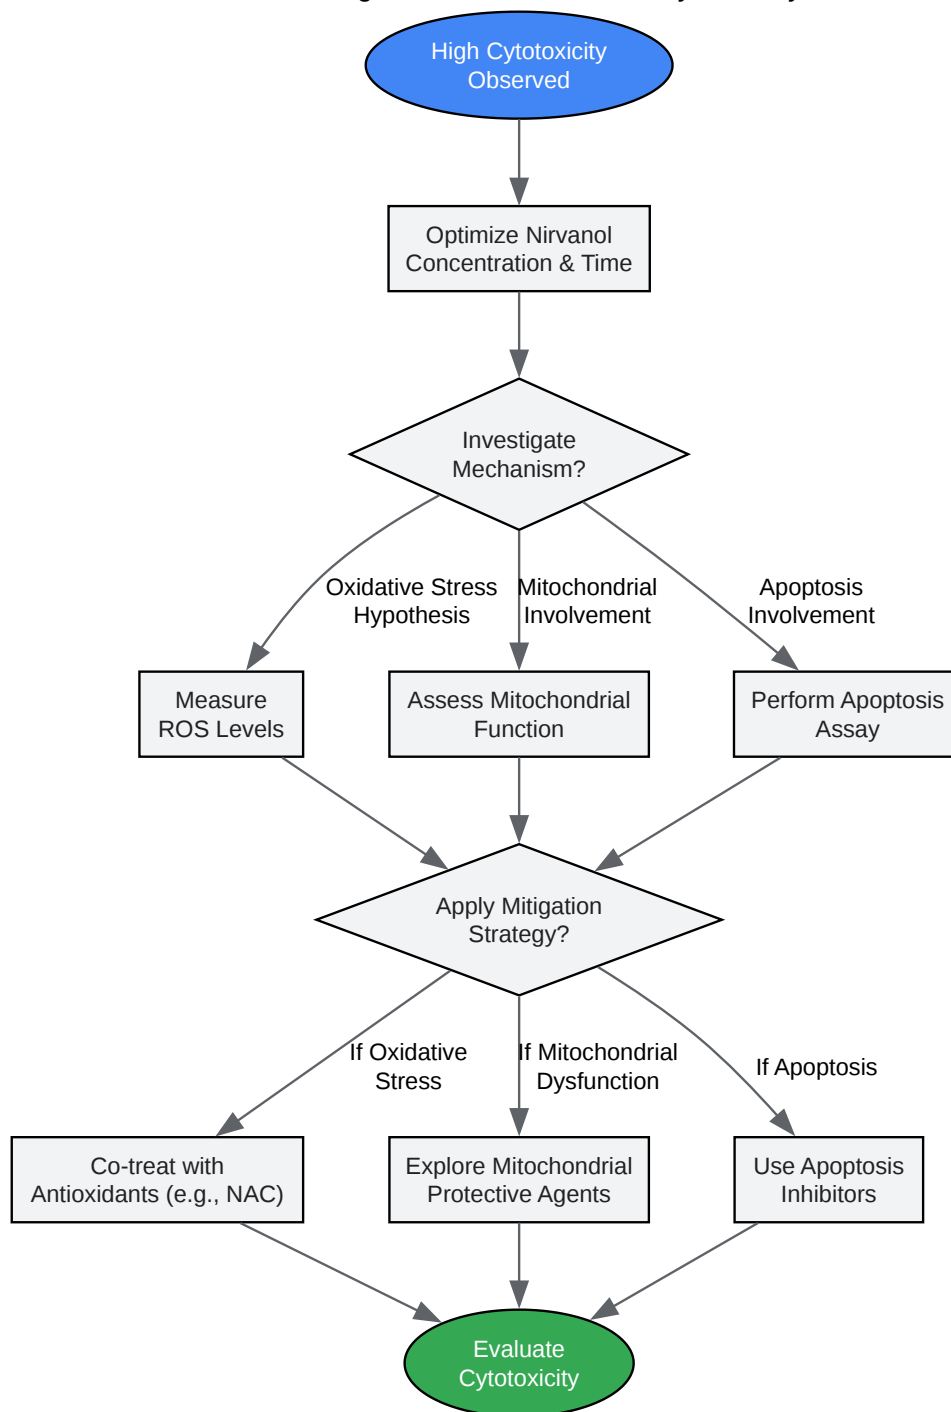 High Cytotoxicity
Observed
Optimize Nirvanol
Concentration & Time
Investigate
Mechanism?
Oxidative Stress
Hypothesis
Mitochondrial
Involvement
Apoptosis
Involvement
Measure
ROS Levels
Assess Mitochondrial
Function
Perform Apoptosis
Assay
Apply Mitigation
Strategy?
If Oxidative
Stress
If Mitochondrial
Dysfunction
If Apoptosis
Co-treat with
Antioxidants (e.g., NAC)
Explore Mitochondrial
Protective Agents
Use Apoptosis
Inhibitors
Evaluate
Cytotoxicity